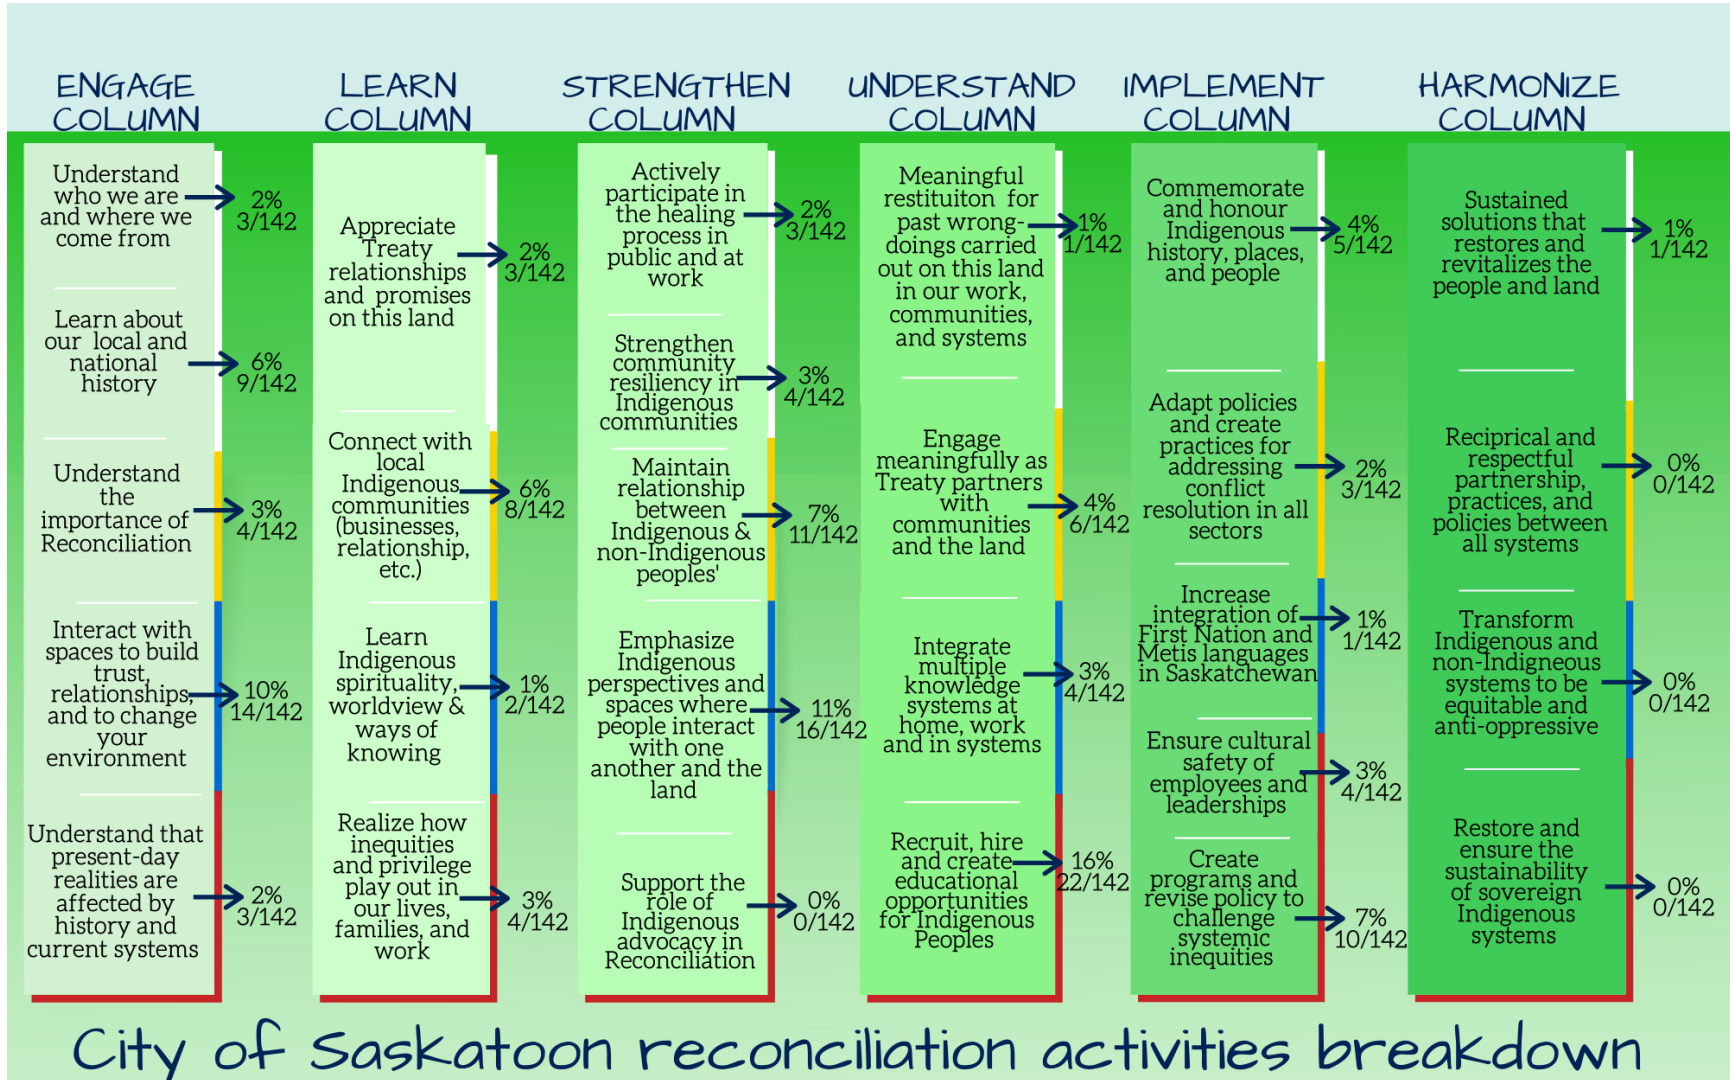 ENGAGE
COLUMN
Understand
who we are
and where we
come from
2%
3/142
Learn about
our local and
national
history
6%
9/142
Understand
the
importance of
Reconciliation
3%
4/142
Interact with
spaces to build
trust,
relationships,
and to change
your
environment
10%
14/142
Understand that
present-day
realities are
affected by
history and
current systems
2%
3/142
LEARN
COLUMN
Appreciate
Treaty
relationships
and promises
on this land
2%
3/142
Connect with
local
Indigenous
communities
(businesses,
relationship,
etc.)
6%
8/142
Learn
Indigenous
spirituality,
worldview &
ways of
knowing
1%
2/142
Realize how
inequities
and privilege
play out in
our lives,
families, and
work
3%
4/142
STRENGTHEN
COLUMN
Actively
participate in
the healing
process in
public and at
work
2%
3/142
Strengthen
community
resiliency in
Indigenous
communities
3%
4/142
Maintain
relationship
between
Indigenous &
non-Indigenous
peoples'
7%
11/142
Emphasize
Indigenous
perspectives and
spaces where
people interact
with one
another and the
land
11%
16/142
Support the
role of
Indigenous
advocacy in
Reconciliation
0%
0/142
UNDERSTAND
COLUMN
Meaningful
restituiton for
past wrong-
doings carried
out on this land
in our work,
communities,
and systems
1%
1/142
Engage
meaningfully as
Treaty partners
with
communities
and the land
4%
6/142
Integrate
multiple
knowledge
systems at
home, work
and in systems
3%
4/142
Recruit, hire
and create
educational
opportunities
for Indigenous
Peoples
16%
22/142
IMPLEMENT
COLUMN
Commemorate
and honour
Indigenous
history, places,
and people
4%
5/142
Adapt policies
and create
practices for
addressing
conflict
resolution in all
sectors
2%
3/142
Increase
integration of
First Nation and
Metis languages
in Saskatchewan
1%
1/142
Ensure cultural
safety of
employees and
leaderships
3%
4/142
Create
programs and
revise policy to
challenge
systemic
inequities
7%
10/142
HARMONIZE
COLUMN
Sustained
solutions that
restores and
revitalizes the
people and land
1%
1/142
Reciprical and
respectful
partnership,
practices, and
policies between
all systems
0%
0/142
Transform
Indigenous and
non-Indigneous
systems to be
equitable and
anti-oppressive
0%
0/142
Restore and
ensure the
sustainability
of sovereign
Indigenous
systems
0%
0/142
City of Saskatoon reconciliation activities breakdown